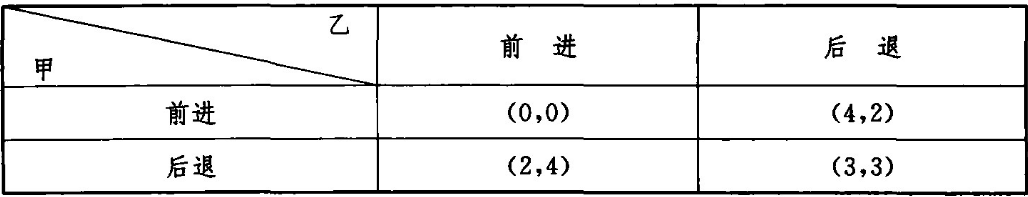 乙
甲
前 进
后 退
前进
(0,0)
(4,2)
后退
(2,4)
(3,3)